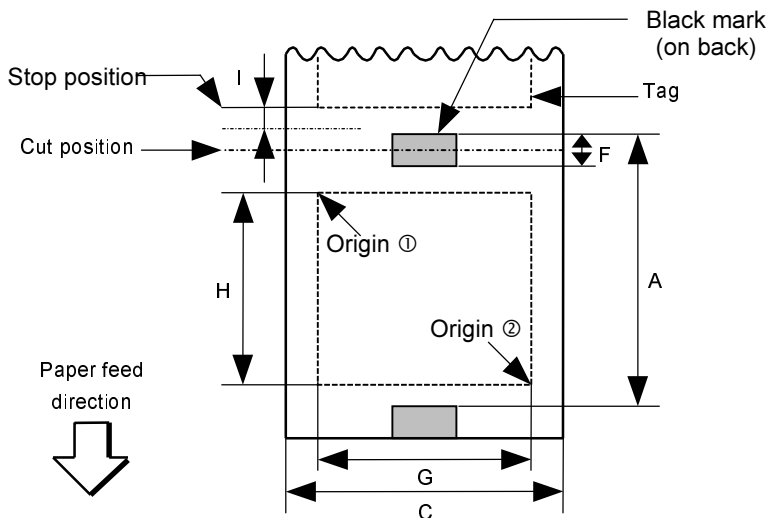 Black mark
(on back)
I
Stop position
Tag
Cut position
F
Origin ①
H
A
Origin ②
Paper feed
direction
G
C